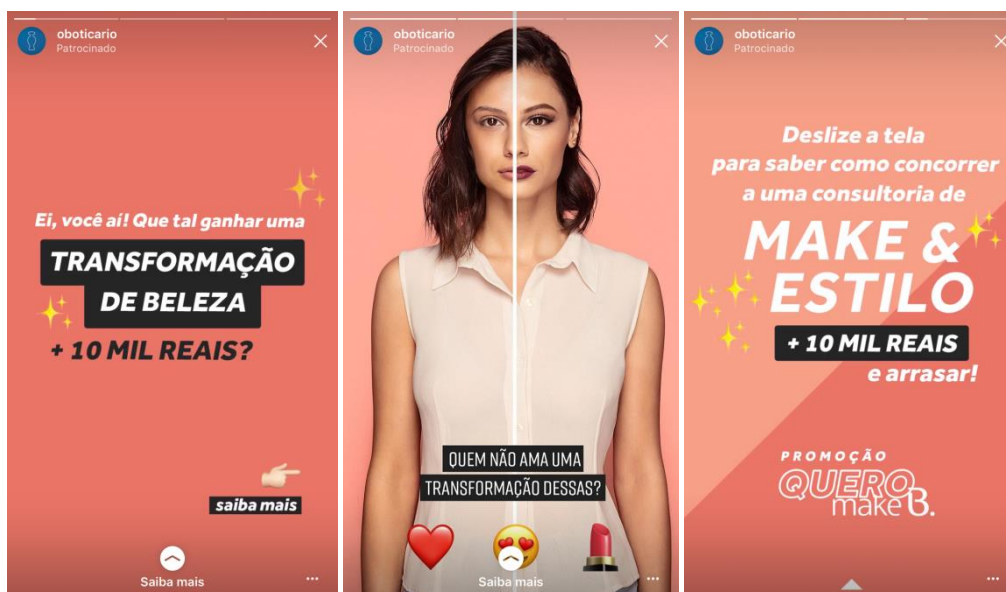 oboticario
Patrocinado
Ei, você aí! Que tal ganhar uma
TRANSFORMAÇÃO
DE BELEZA
+ 10 MIL REAIS?
saiba mais
Saiba mais
oboticario
Patrocinado
QUEM NÃO AMA UMA
TRANSFORMAÇÃO DESSAS?
Saiba mais
oboticario
Patrocinado
Deslize a tela
para saber como concorrer
a uma consultoria de
MAKE &
ESTILO
+ 10 MIL REAIS
e arrasar!
PROMOÇÃO
QUERO
make B.